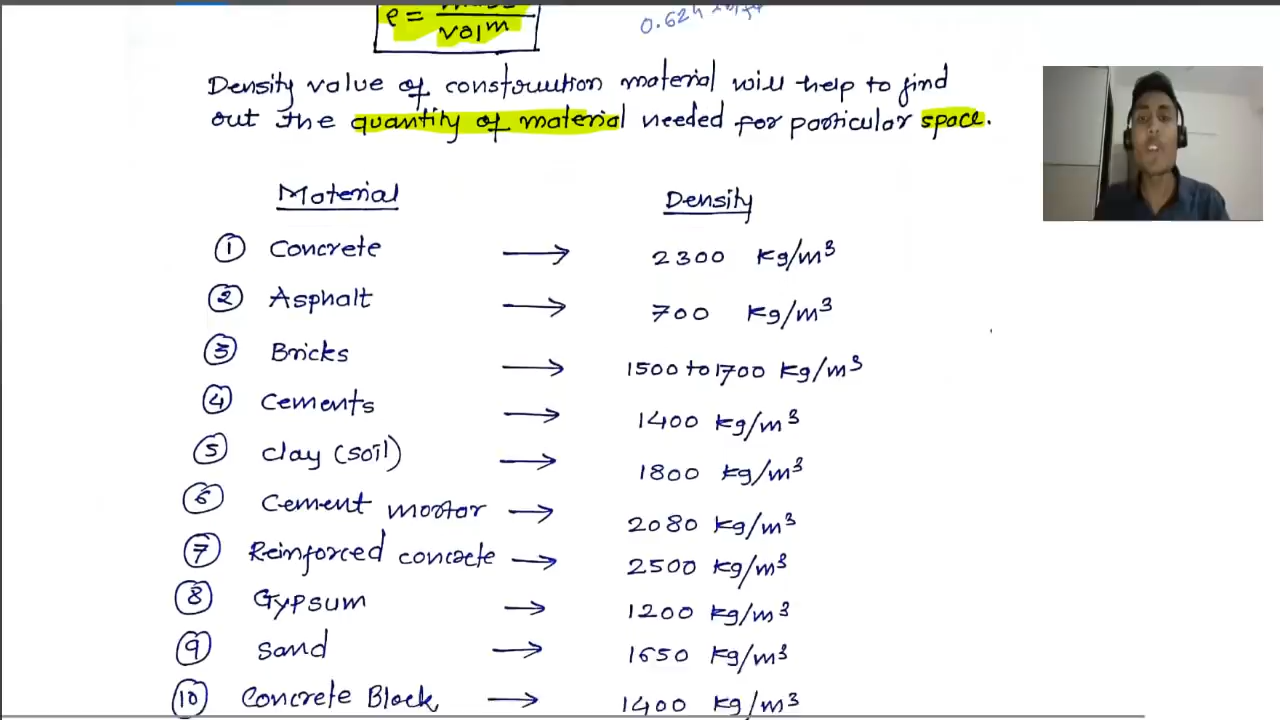 ρ =
volm
0.624
Density value of construction material will help to find
out the quantity of material needed for particular space.
Material Density
① Concrete → 2300 kg/m³
② Asphalt → 700 kg/m³
③ Bricks → 1500 to 1700 kg/m³
④ Cements → 1400 kg/m³
⑤ clay (soil) → 1800 kg/m³
⑥ Cement mortar → 2080 kg/m³
⑦ Reinforced concrete → 2500 kg/m³
⑧ Gypsum → 1200 kg/m³
⑨ Sand → 1650 kg/m³
⑩ Concrete Block → 1400 kg/m³